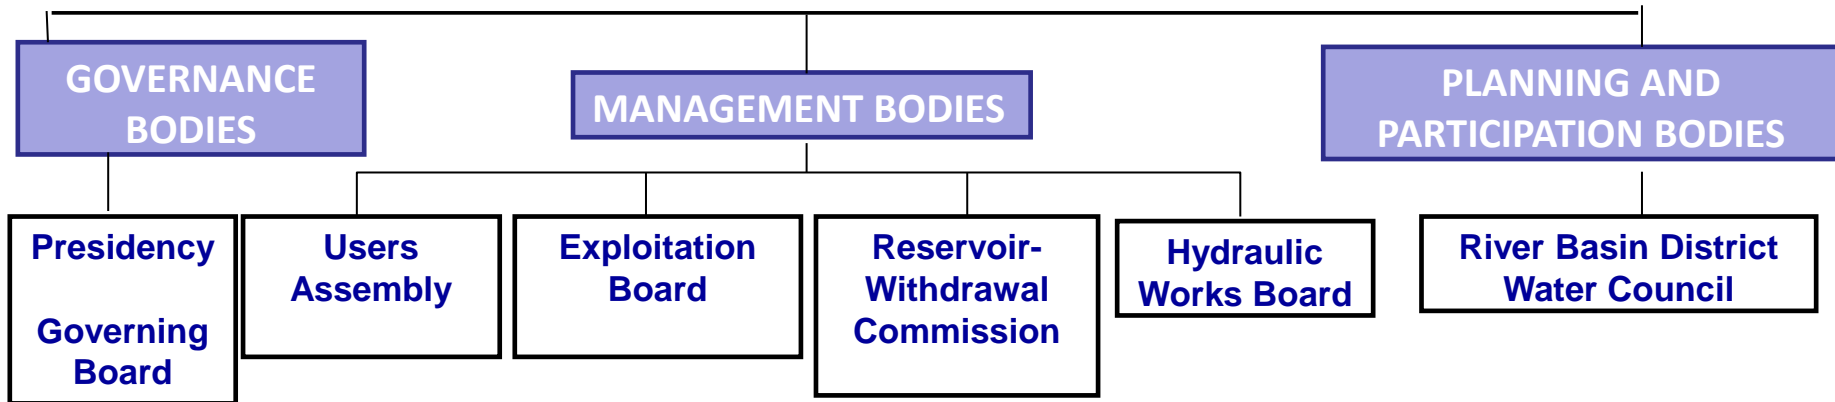 GOVERNANCE
BODIES
MANAGEMENT BODIES
PLANNING AND
PARTICIPATION BODIES
Presidency
Governing
Board
Users
Assembly
Exploitation
Board
Reservoir-
Withdrawal
Commission
Hydraulic
Works Board
River Basin District
Water Council